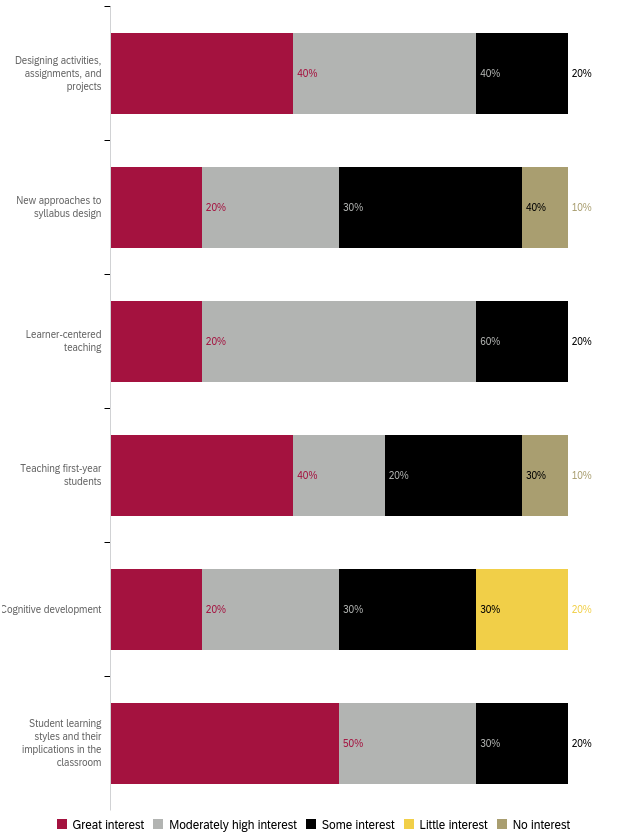 Designing activities,
assignments, and
projects
40%
40%
20%
New approaches to
syllabus design
20%
30%
40%
10%
Learner-centered
teaching
20%
60%
20%
Teaching first-year
students
40%
20%
30%
10%
Cognitive development
20%
30%
30%
20%
Student learning
styles and their
implications in the
classroom
50%
30%
20%
Great interest
Moderately high interest
Some interest
Little interest
No interest